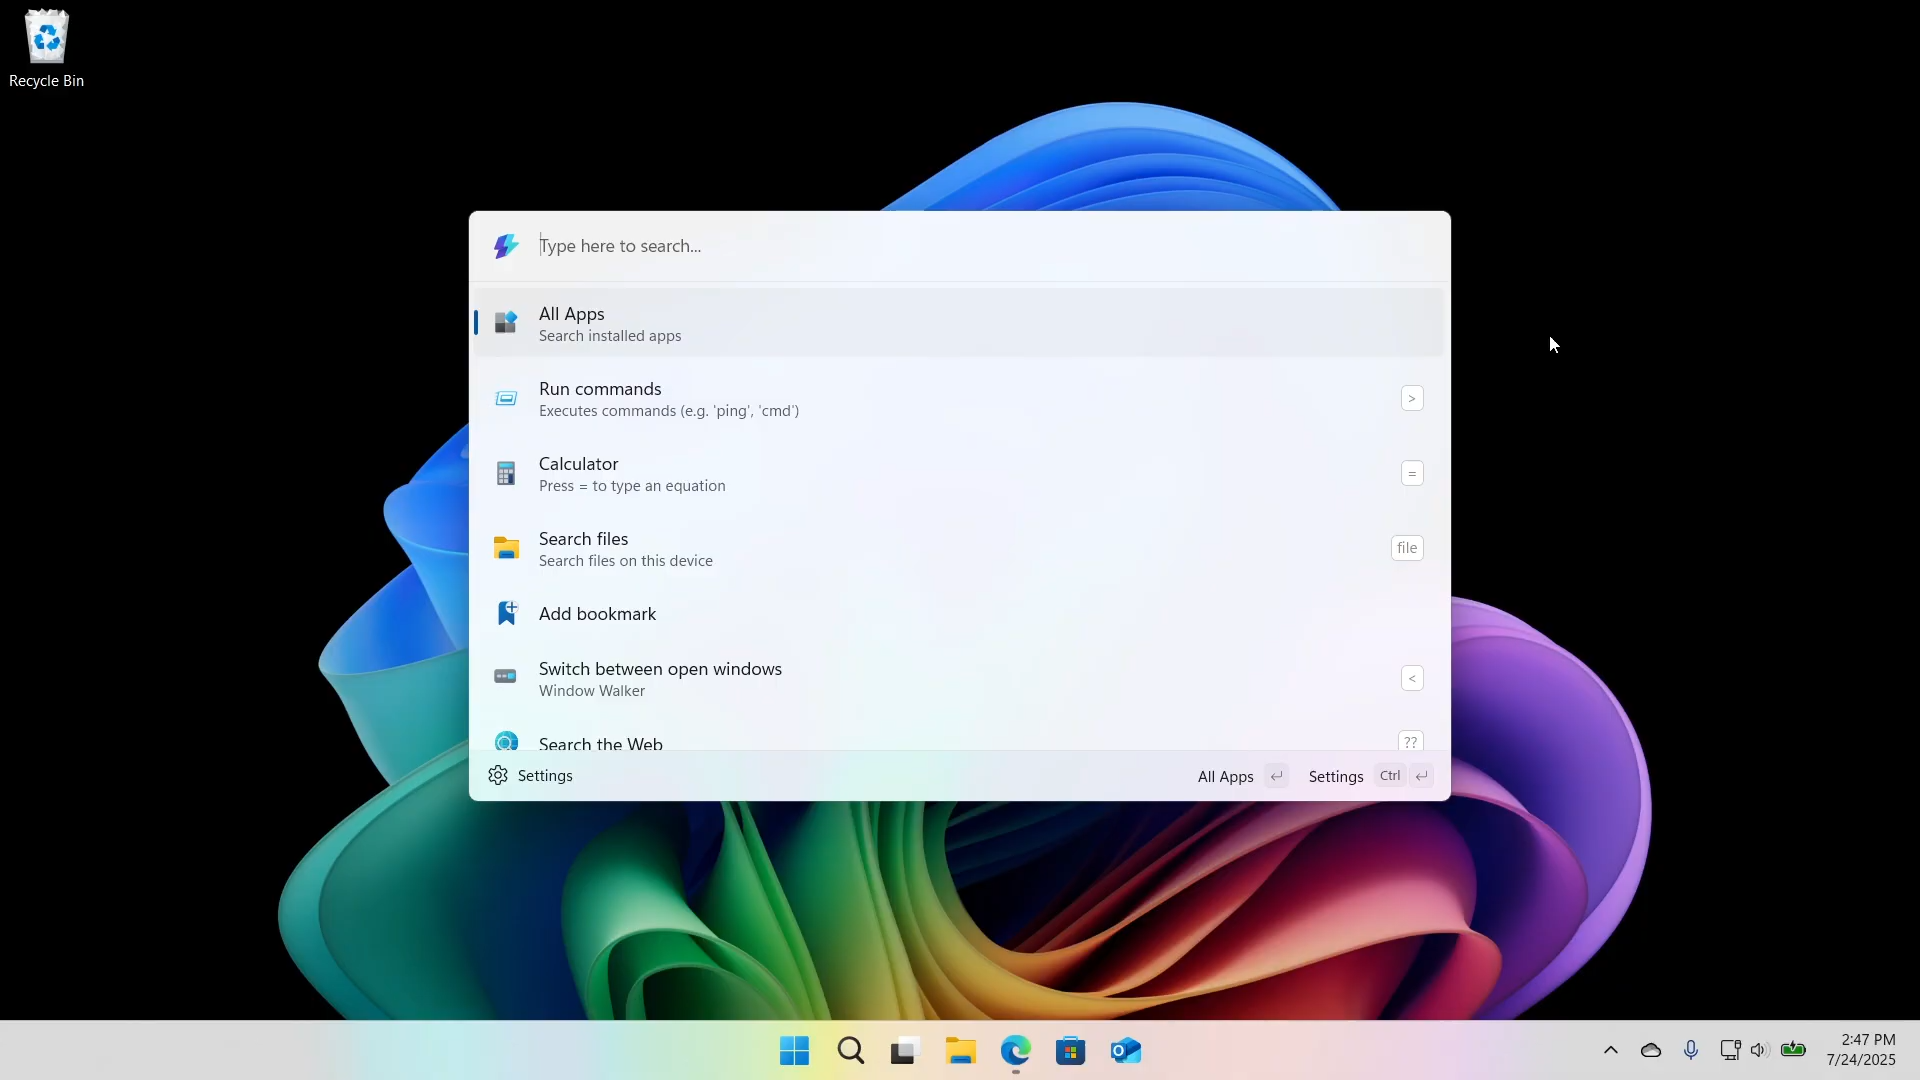 Recycle Bin
Type here to search...
All Apps
Search installed apps
Run commands
Executes commands (e.g. 'ping', 'cmd')
>
Calculator
Press = to type an equation
=
Search files
Search files on this device
file
Add bookmark
Switch between open windows
Window Walker
<
Search the Web
??
Settings
All Apps
Settings
Ctrl
2:47 PM
7/24/2025